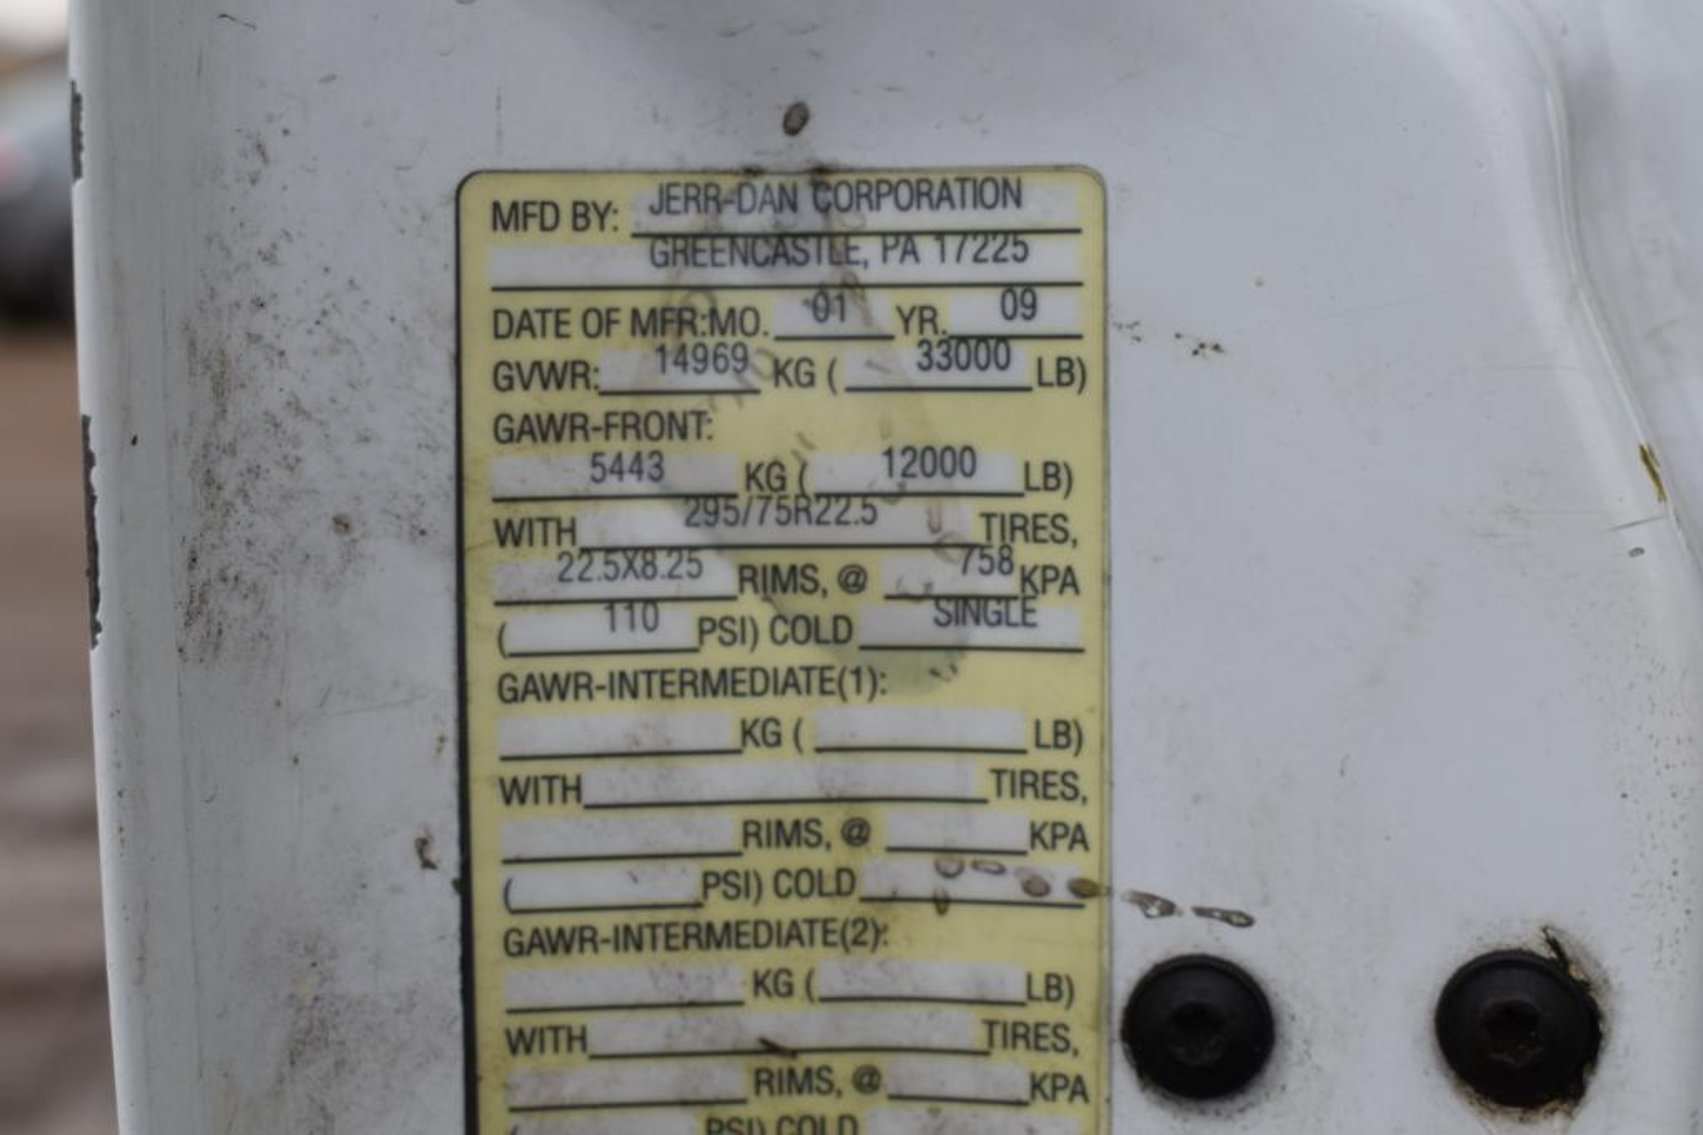 MFD BY: JERR-DAN CORPORATION
GREENCASTLE, PA 17225
DATE OF MFR:MO. 01 YR. 09
GVWR: 14969 KG ( 33000 LB)
GAWR-FRONT:
5443 KG ( 12000 LB)
WITH 295/75R22.5 TIRES,
22.5X8.25 RIMS, @ 758 KPA
( 110 PSI) COLD SINGLE
GAWR-INTERMEDIATE(1):
KG ( LB)
WITH TIRES,
RIMS, @ KPA
( PSI) COLD
GAWR-INTERMEDIATE(2):
KG ( LB)
WITH TIRES,
RIMS, @ KPA
( PSI) COLD